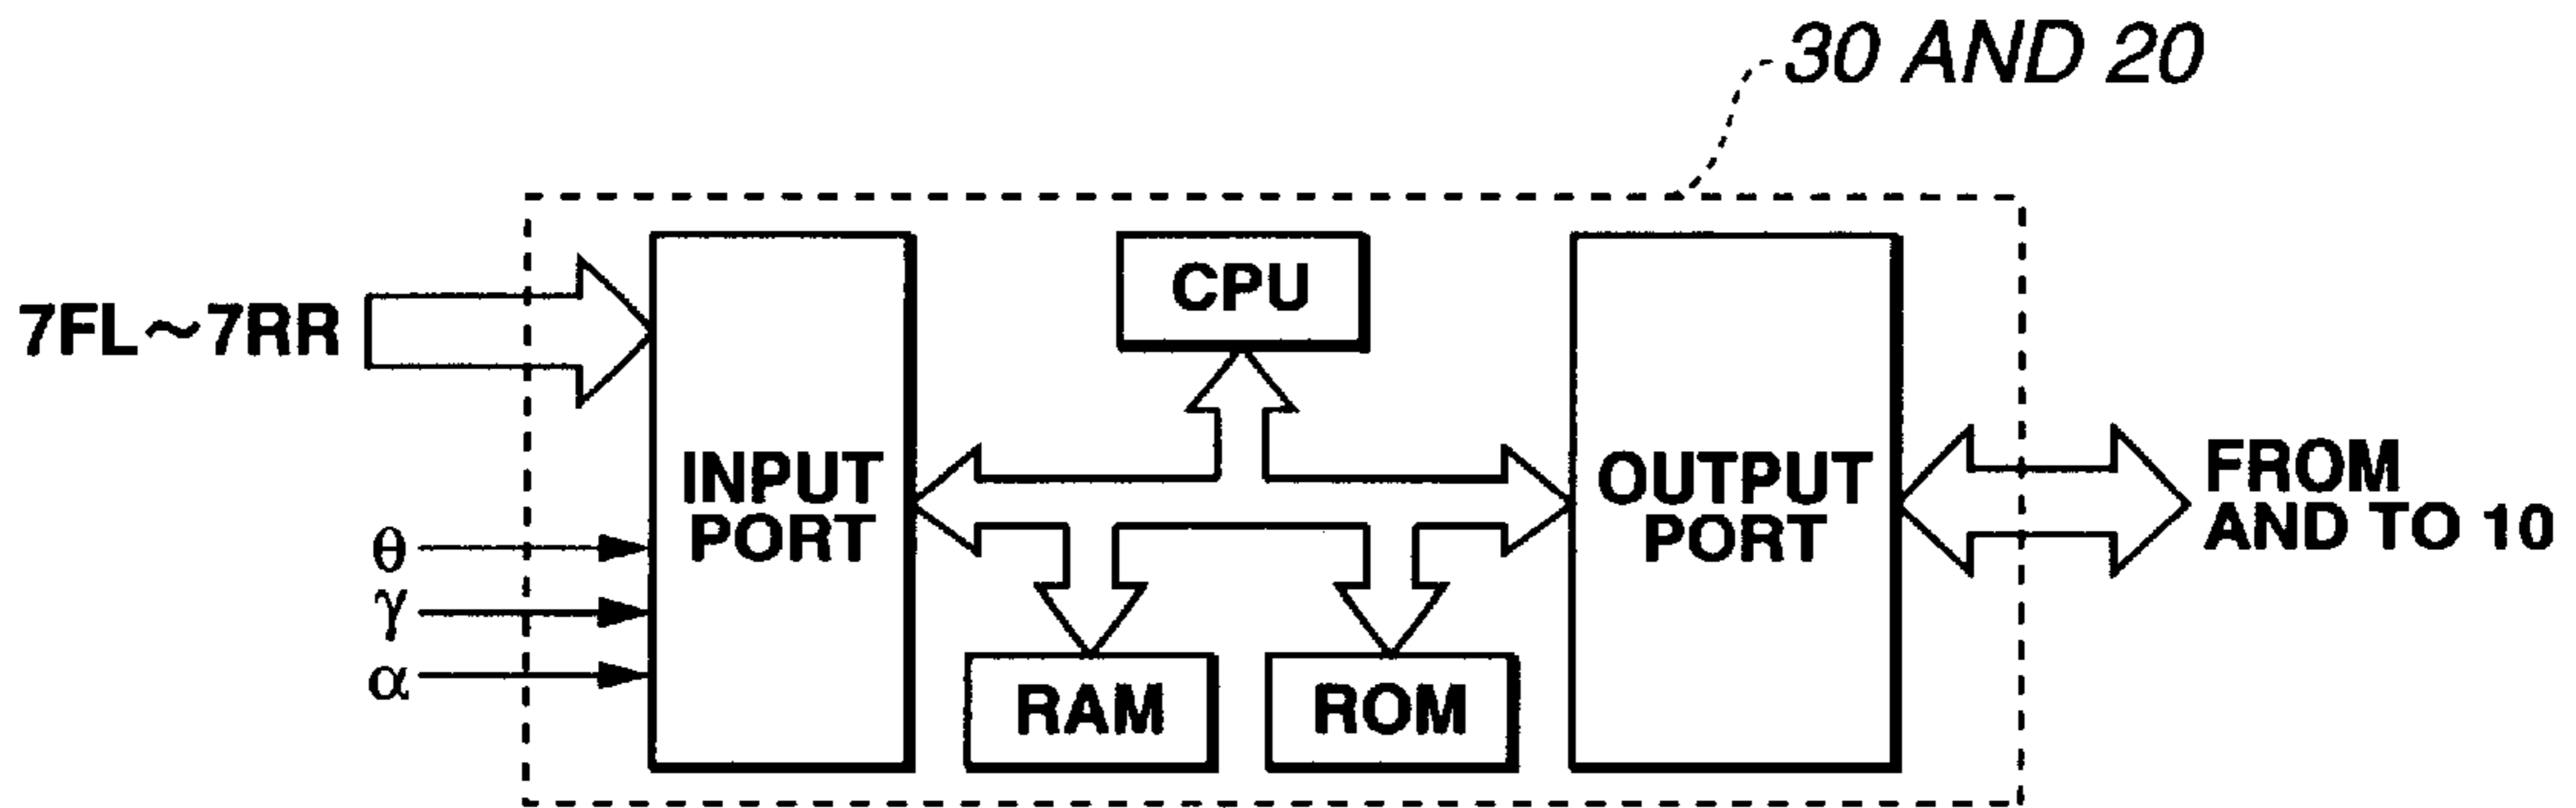 30 AND 20
7FL~7RR
CPU
INPUT
PORT
OUTPUT
PORT
FROM
AND TO 10
θ
γ
α
RAM
ROM